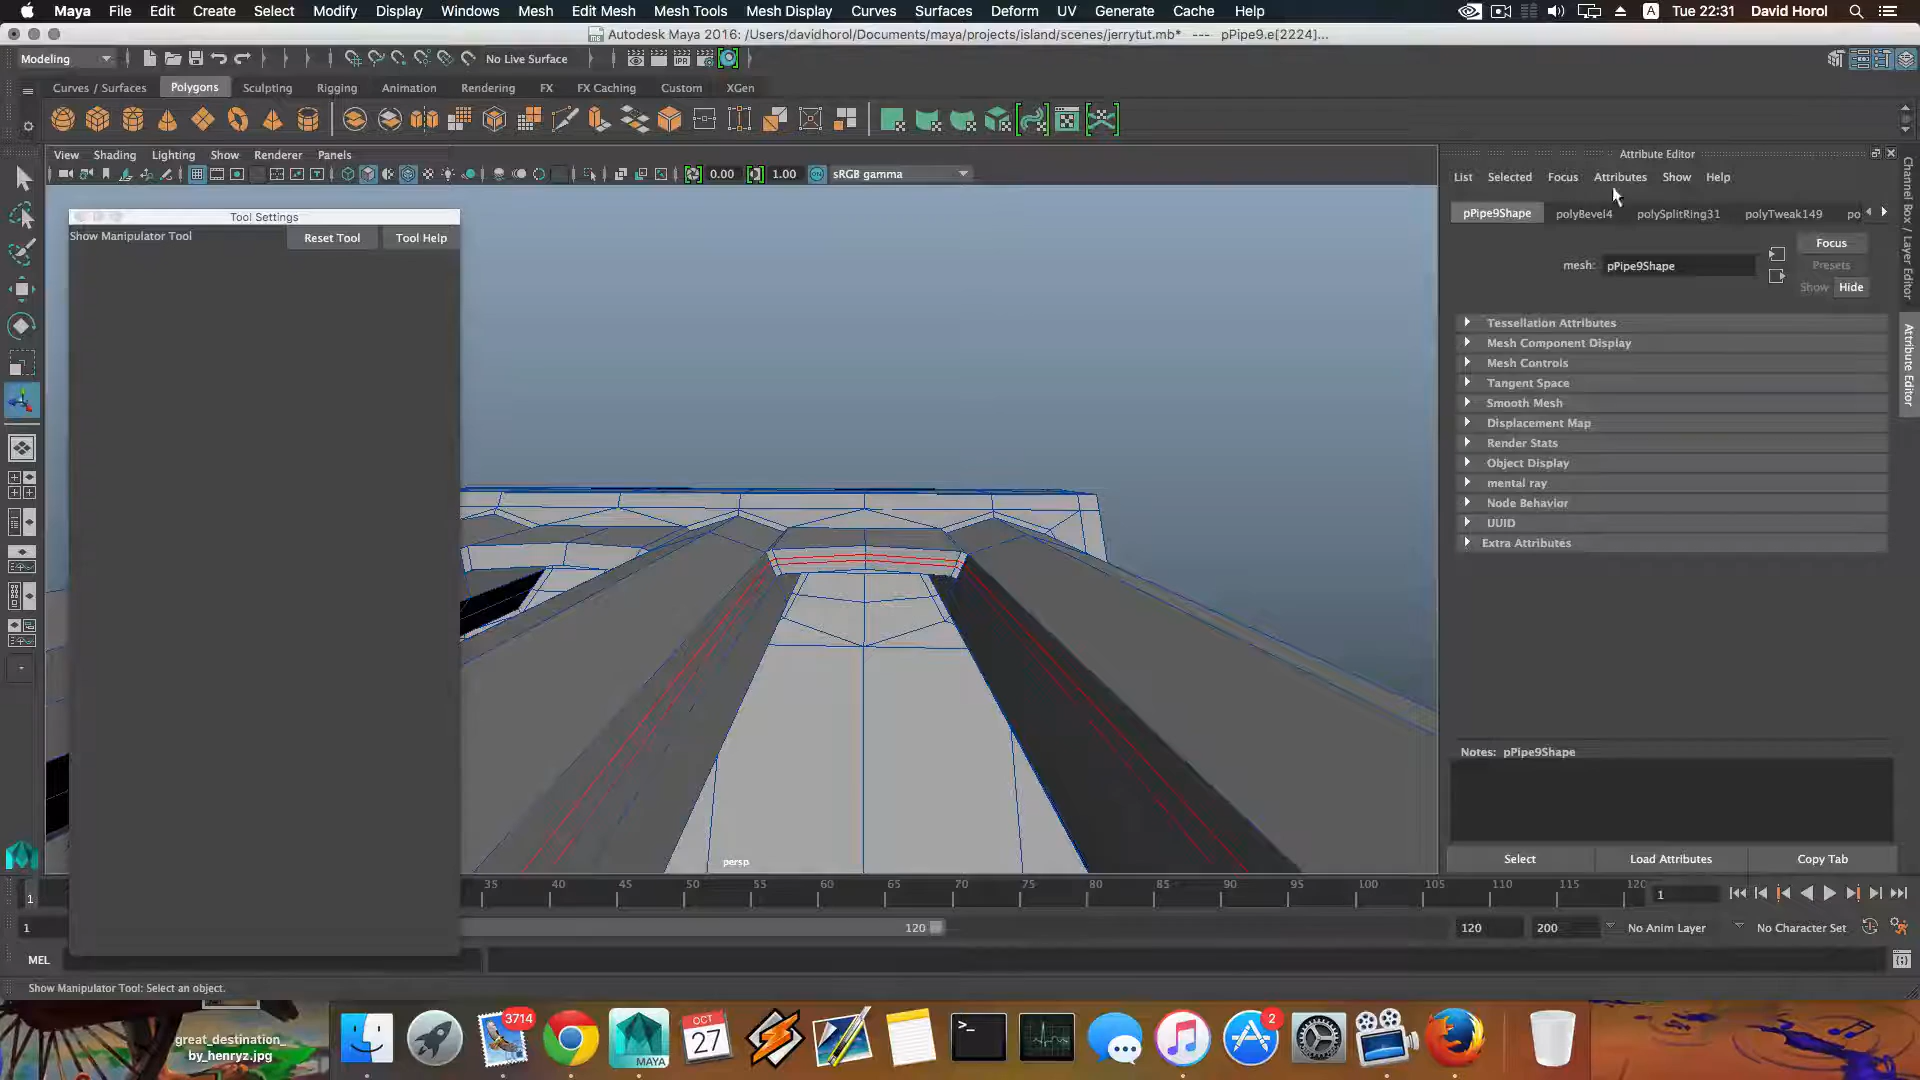 Maya File Edit Create Select Modify Display Windows Mesh Edit Mesh Mesh Tools Mesh Display Curves Surfaces Deform UV Generate Cache Help A Tue 22:31 David Horol
Autodesk Maya 2016: /Users/davidhorol/Documents/maya/projects/island/scenes/jerrytut.mb* --- pPipe9.e[2224]...
Modeling No Live Surface
Curves / Surfaces Polygons Sculpting Rigging Animation Rendering FX FX Caching Custom XGen
View Shading Lighting Show Renderer Panels
0.00 1.00 sRGB gamma
Tool Settings
Show Manipulator Tool Reset Tool Tool Help
Attribute Editor
List Selected Focus Attributes Show Help
pPipe9Shape polyBevel4 polySplitRing31 polyTweak149 po
mesh: pPipe9Shape
Focus
Presets
Show Hide
Tessellation Attributes
Mesh Component Display
Mesh Controls
Tangent Space
Smooth Mesh
Displacement Map
Render Stats
Object Display
mental ray
Node Behavior
UUID
Extra Attributes
Notes: pPipe9Shape
Select Load Attributes Copy Tab
Channel Box / Layer Editor
Attribute Editor
persp
1 35 40 45 50 55 60 65 70 75 80 85 90 95 100 105 110 115 120 1
1 120 120 200 No Anim Layer No Character Set
MEL
Show Manipulator Tool: Select an object.
great_destination_
by_henryz.jpg
3714
MAYA
OCT
27
2